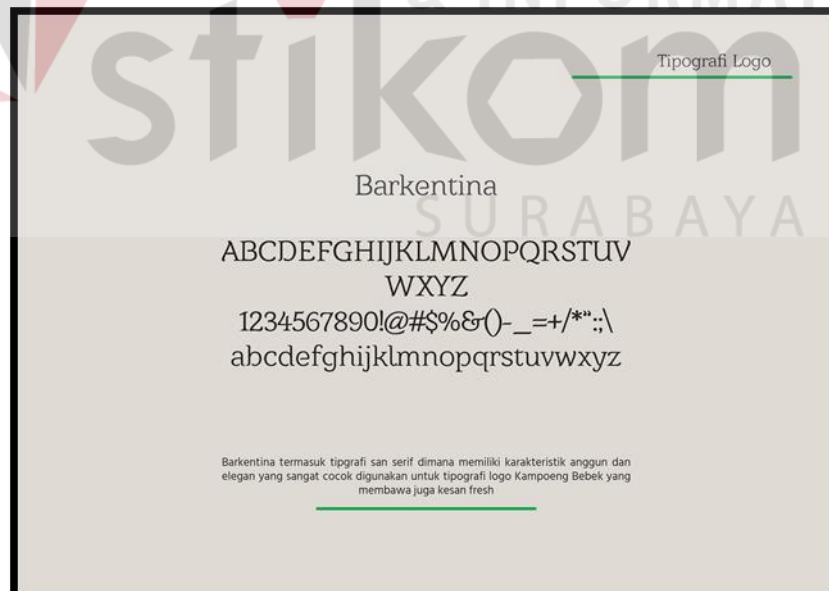 & INFORMAT
stikom
Tipografi Logo
Barkentina
SURABAYA
ABCDEFGHIJKLMNOPQRSTUV
WXYZ
1234567890!@#$%&()-_=+/*“:;\
abcdefghijklmnopqrstuvwxyz
Barkentina termasuk tipgrafi san serif dimana memiliki karakteristik anggun dan
elegan yang sangat cocok digunakan untuk tipografi logo Kampoeng Bebek yang
membawa juga kesan fresh